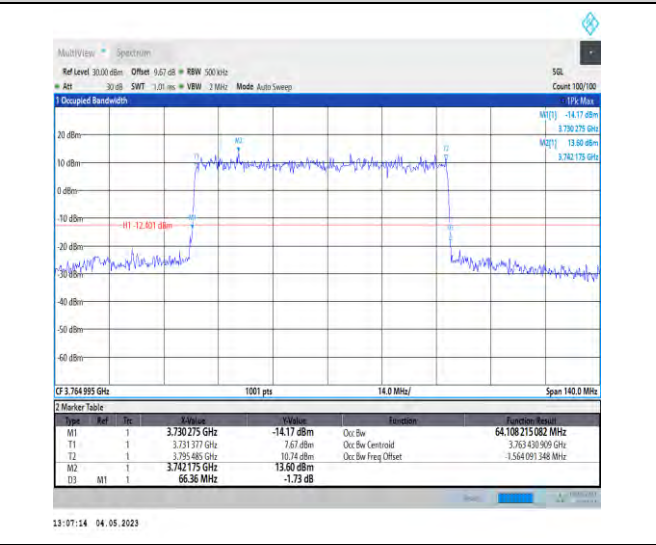 MultiView Spectrum
Ref Level 30.00 dBm Offset 9.67 dB RBW 500 kHz SGL
Att 30 dB SWT 1.01 ms VBW 2 MHz Mode Auto Sweep Count 100/100
1 Occupied Bandwidth 1Pk Max
M1[1] -14.17 dBm
3.730 275 GHz
M2[1] 13.60 dBm
3.742 175 GHz
20 dBm
M2
T1
T2
10 dBm
0 dBm
-10 dBm
H1 -12.401 dBm
M1
D3
-20 dBm
-30 dBm
-40 dBm
-50 dBm
-60 dBm
CF 3.764 995 GHz 1001 pts 14.0 MHz/ Span 140.0 MHz
2 Marker Table
Type Ref Trc X-Value Y-Value Function Function Result
M1 1 3.730 275 GHz -14.17 dBm Occ Bw 64.108 215 082 MHz
T1 1 3.731 377 GHz 7.67 dBm Occ Bw Centroid 3.763 430 909 GHz
T2 1 3.795 485 GHz 10.74 dBm Occ Bw Freq Offset -1.564 091 348 MHz
M2 1 3.742 175 GHz 13.60 dBm
D3 M1 1 66.36 MHz -1.73 dB
13:07:14 04.05.2023